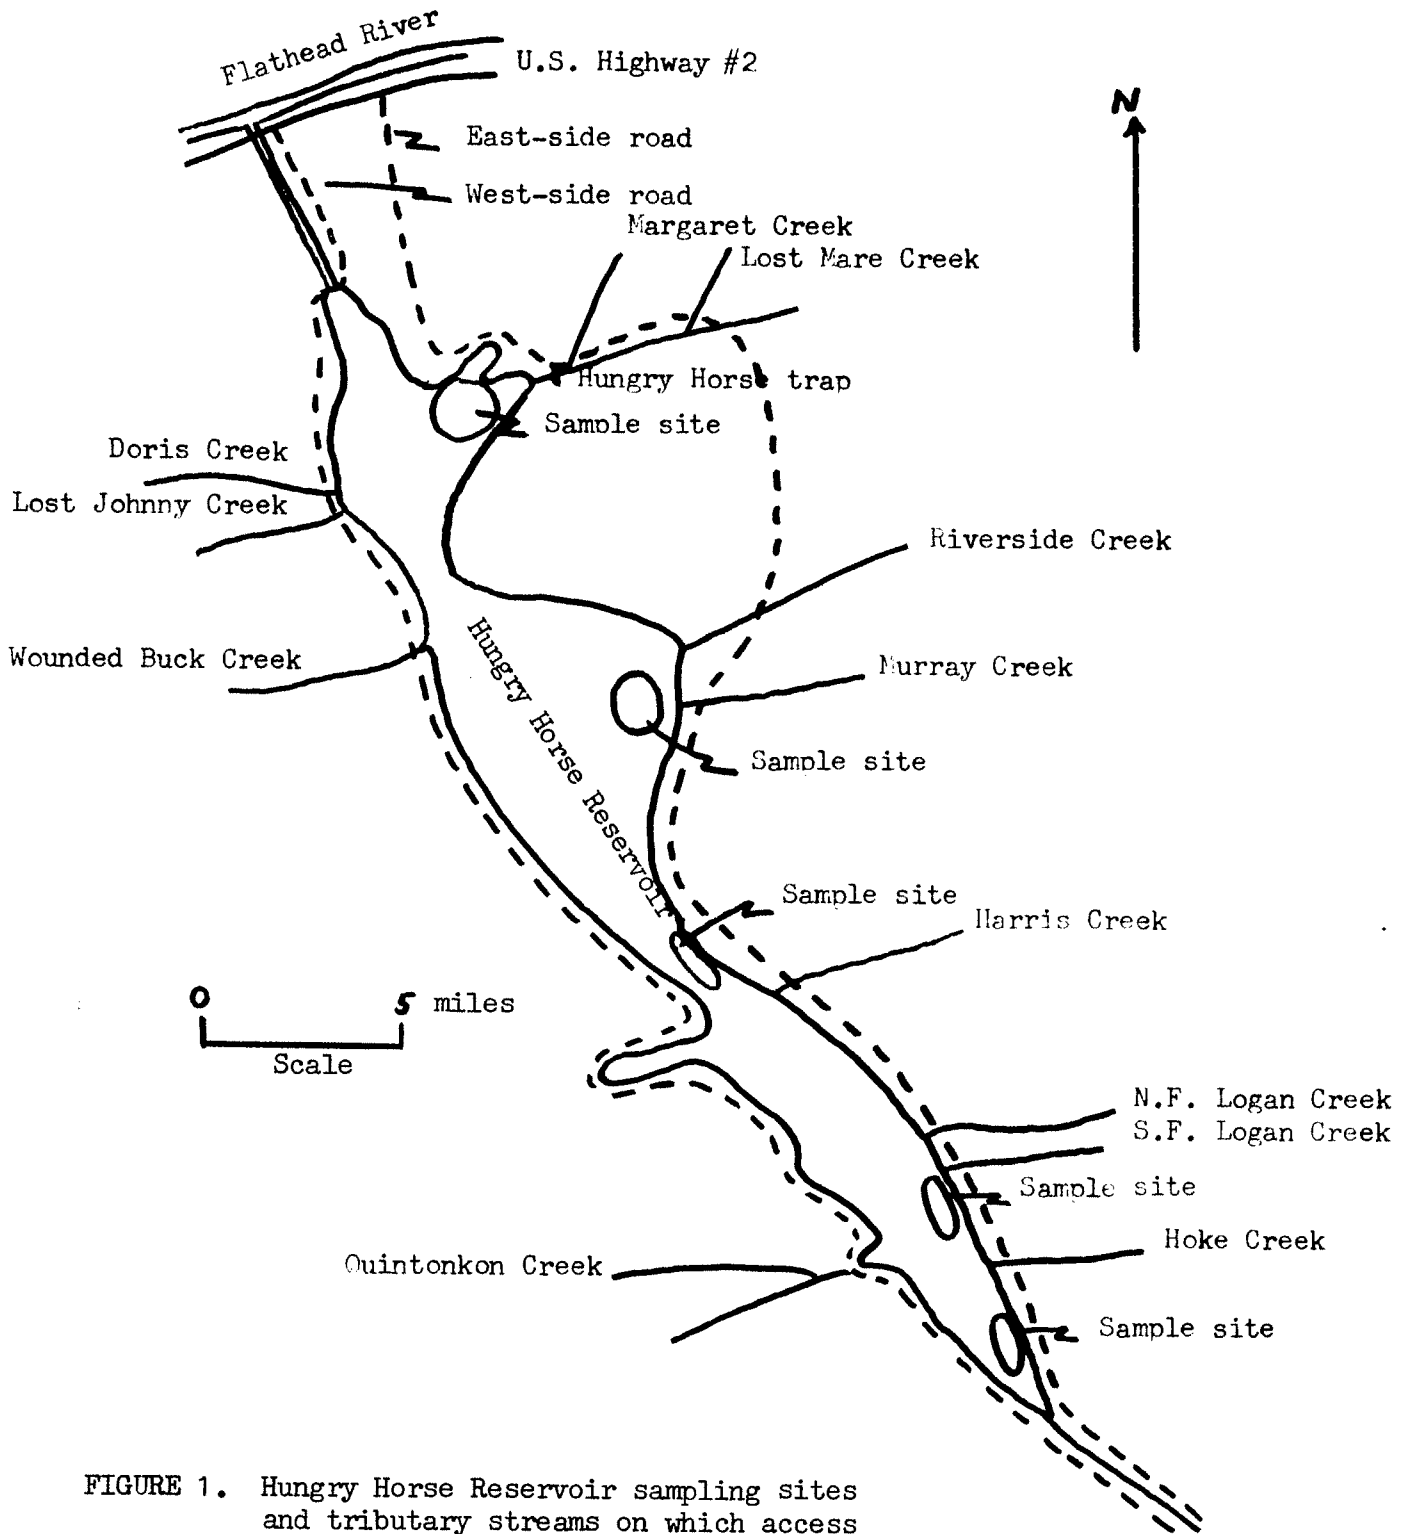 Flathead River
U.S. Highway #2
N
East-side road
West-side road
Margaret Creek
Lost Mare Creek
Hungry Horse trap
Sample site
Doris Creek
Lost Johnny Creek
Riverside Creek
Wounded Buck Creek
Hungry Horse Reservoir
Murray Creek
Sample site
Sample site
Harris Creek
0 5 miles
Scale
N.F. Logan Creek
S.F. Logan Creek
Sample site
Hoke Creek
Quintonkon Creek
Sample site
FIGURE 1. Hungry Horse Reservoir sampling sites
and tributary streams on which access